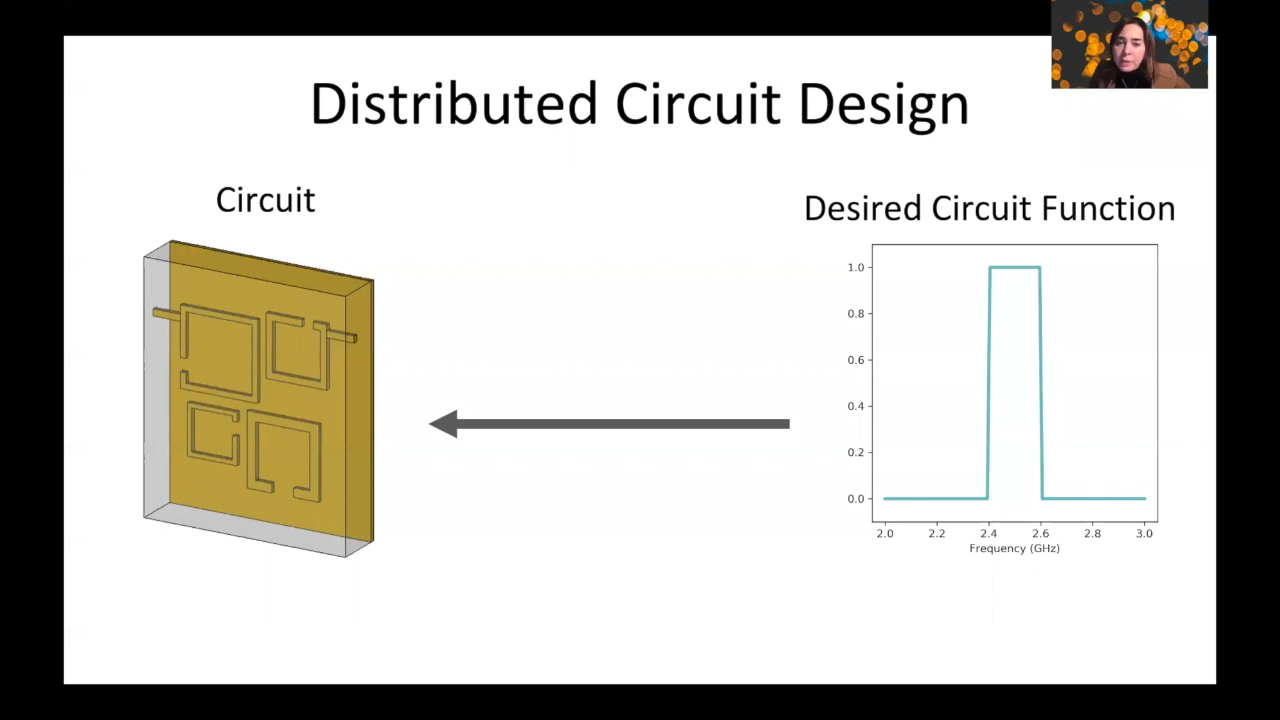 Distributed Circuit Design
Circuit
Desired Circuit Function
1.0
0.8
0.6
0.4
0.2
0.0
2.0 2.2 2.4 2.6 2.8 3.0
Frequency (GHz)